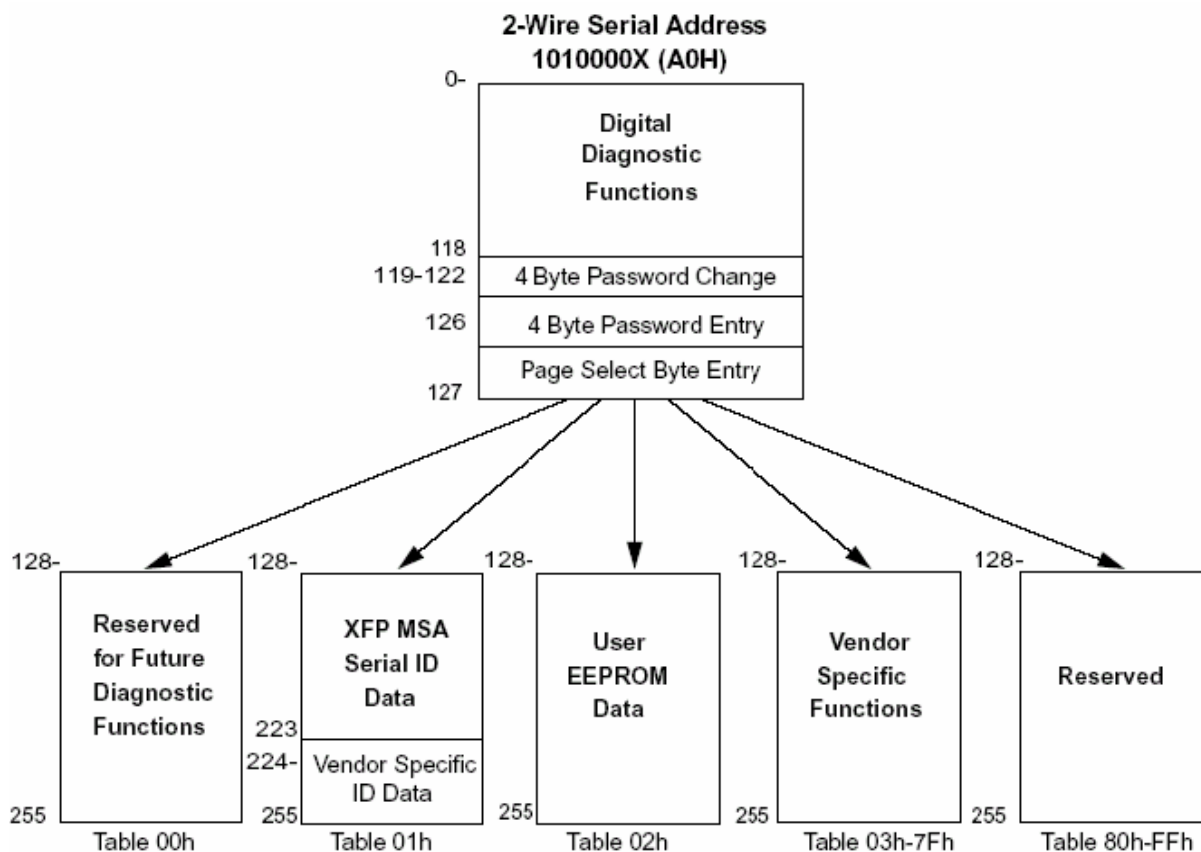 2-Wire Serial Address
1010000X (A0H)
0-
Digital
Diagnostic
Functions
118
119-122
4 Byte Password Change
126
4 Byte Password Entry
Page Select Byte Entry
127
128-
Reserved
for Future
Diagnostic
Functions
255
Table 00h
128-
XFP MSA
Serial ID
Data
223
224-
Vendor Specific
ID Data
255
Table 01h
128-
User
EEPROM
Data
255
Table 02h
128-
Vendor
Specific
Functions
255
Table 03h-7Fh
128-
Reserved
255
Table 80h-FFh